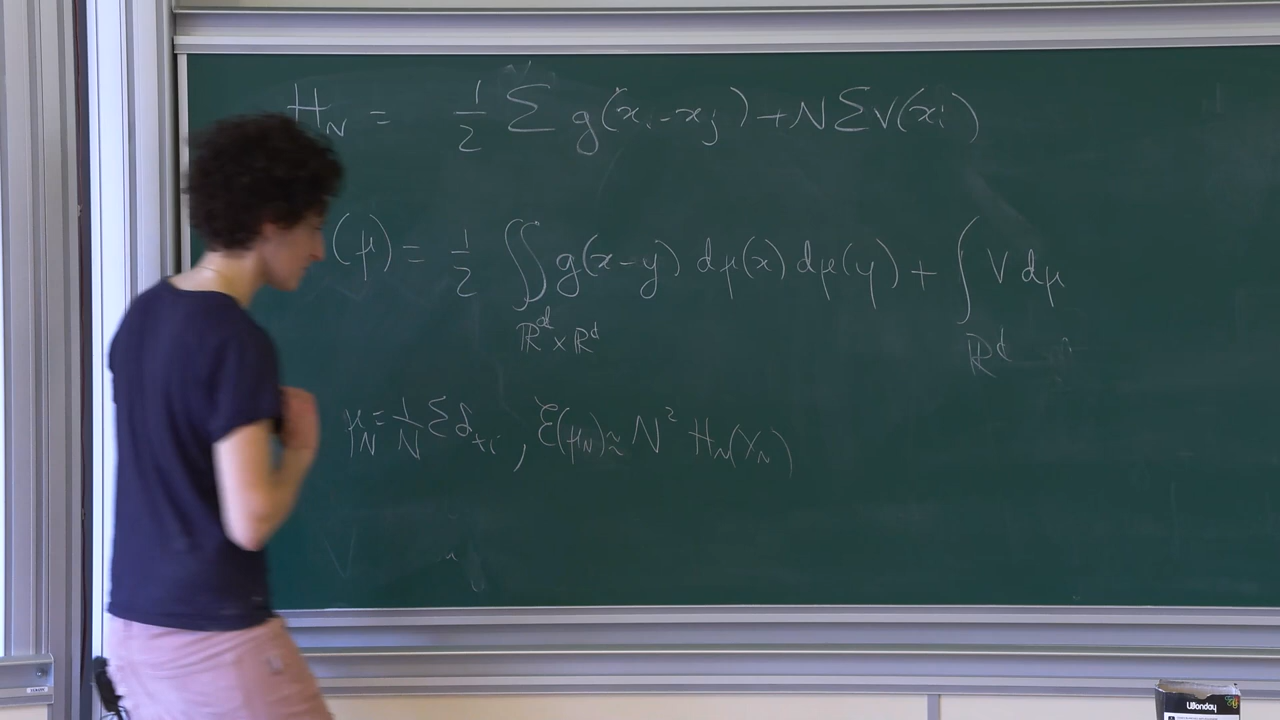 H_N = 1/2 Σ g(x_i - x_j) + N Σ V(x_i)
(μ) = 1/2 ∬_{ℝ^d × ℝ^d} g(x-y) dμ(x) dμ(y) + ∫_{ℝ^d} V dμ
μ_N = 1/N Σ δ_{x_i} , ℰ(μ_N) ≈ N² H_N(X_N)